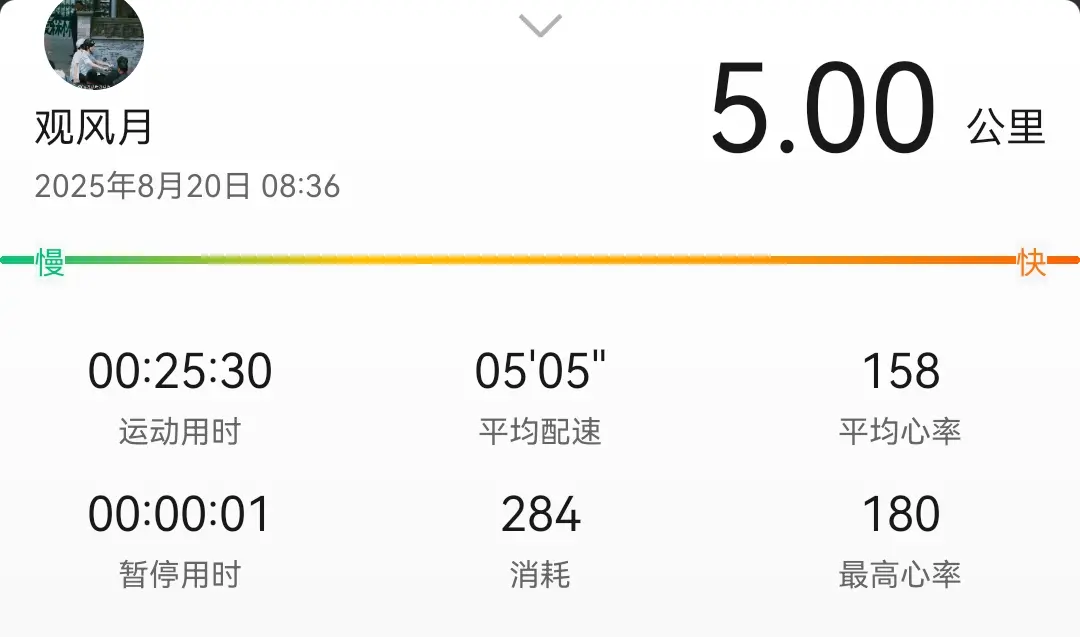 观风月
5.00 公里
2025年8月20日 08:36
慢
快
00:25:30 05'05" 158
运动用时 平均配速 平均心率
00:00:01 284 180
暂停用时 消耗 最高心率